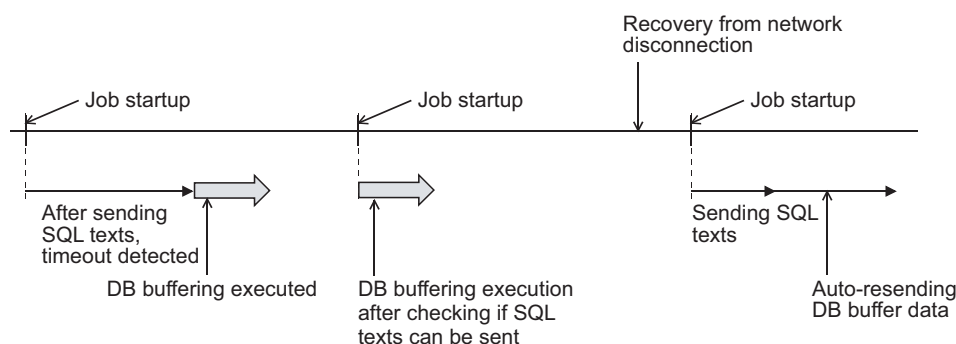 Recovery from network
disconnection
Job startup
Job startup
Job startup
After sending
SQL texts,
timeout detected
DB buffering executed
DB buffering execution
after checking if SQL
texts can be sent
Sending SQL
texts
Auto-resending
DB buffer data